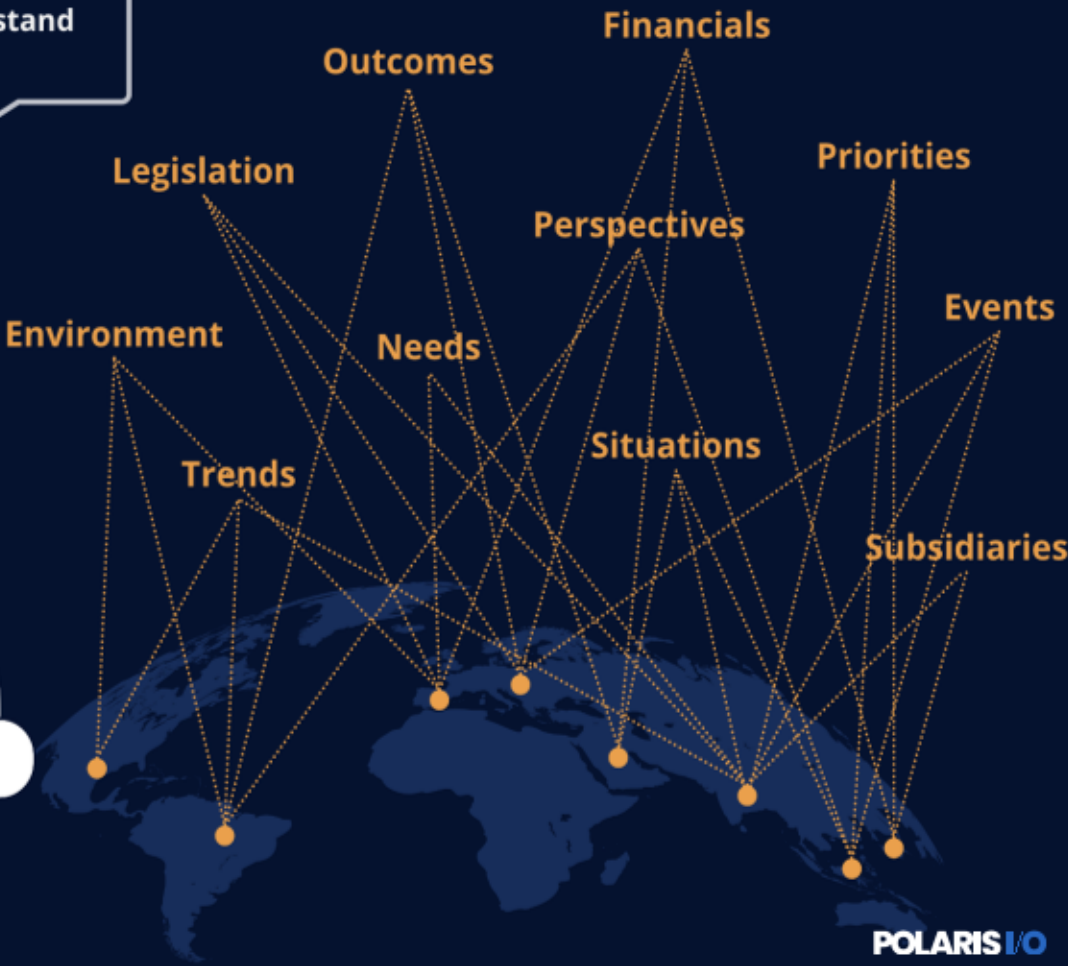 stand
Financials
Outcomes
Priorities
Legislation
Perspectives
Events
Environment
Needs
Situations
Trends
Subsidiaries
POLARIS I/O